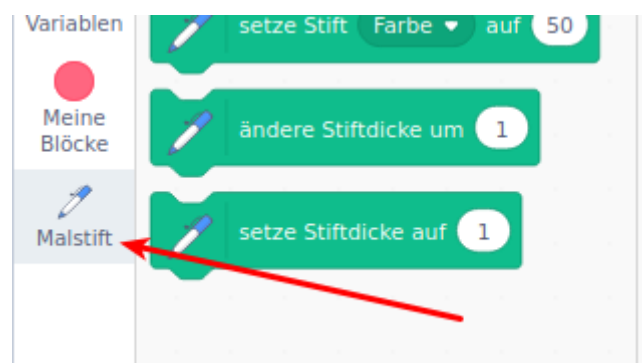 Variablen
setze Stift Farbe auf 50
Meine
Blöcke
ändere Stiftdicke um 1
Malstift
setze Stiftdicke auf 1